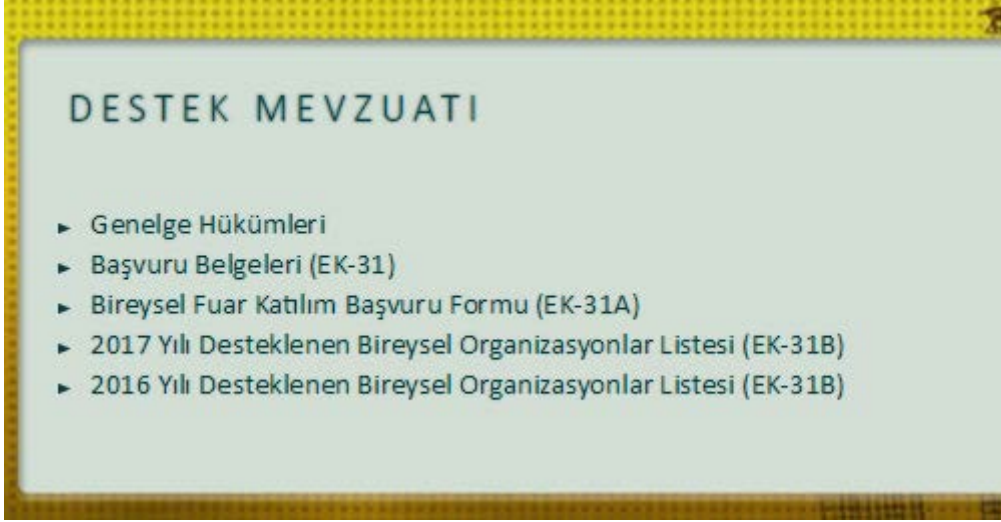 DESTEK MEVZUATI
► Genelge Hükümleri
► Başvuru Belgeleri (EK-31)
► Bireysel Fuar Katılım Başvuru Formu (EK-31A)
► 2017 Yılı Desteklenen Bireysel Organizasyonlar Listesi (EK-31B)
► 2016 Yılı Desteklenen Bireysel Organizasyonlar Listesi (EK-31B)